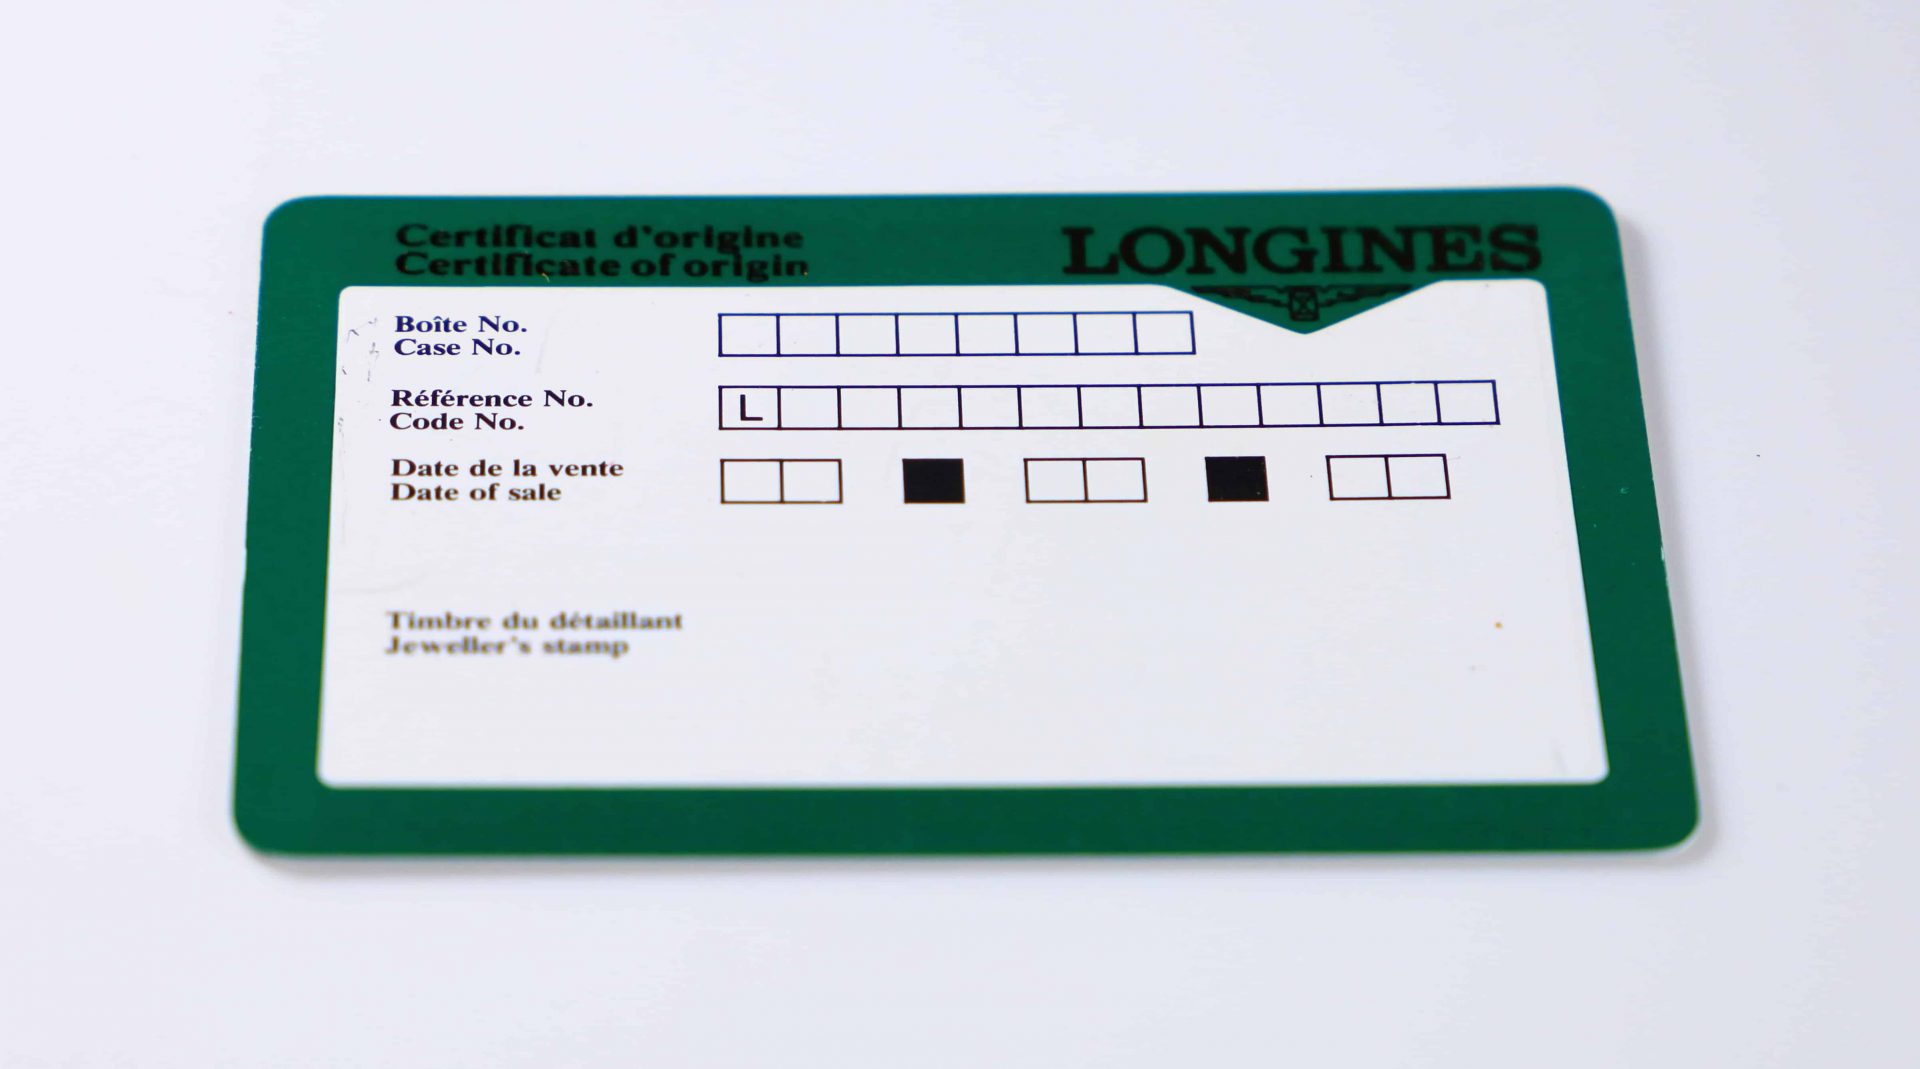 Certificat d'origine
Certificate of origin
LONGINES
Boîte No.
Case No.
Référence No.
Code No.
L
Date de la vente
Date of sale
Timbre du détaillant
Jeweller's stamp